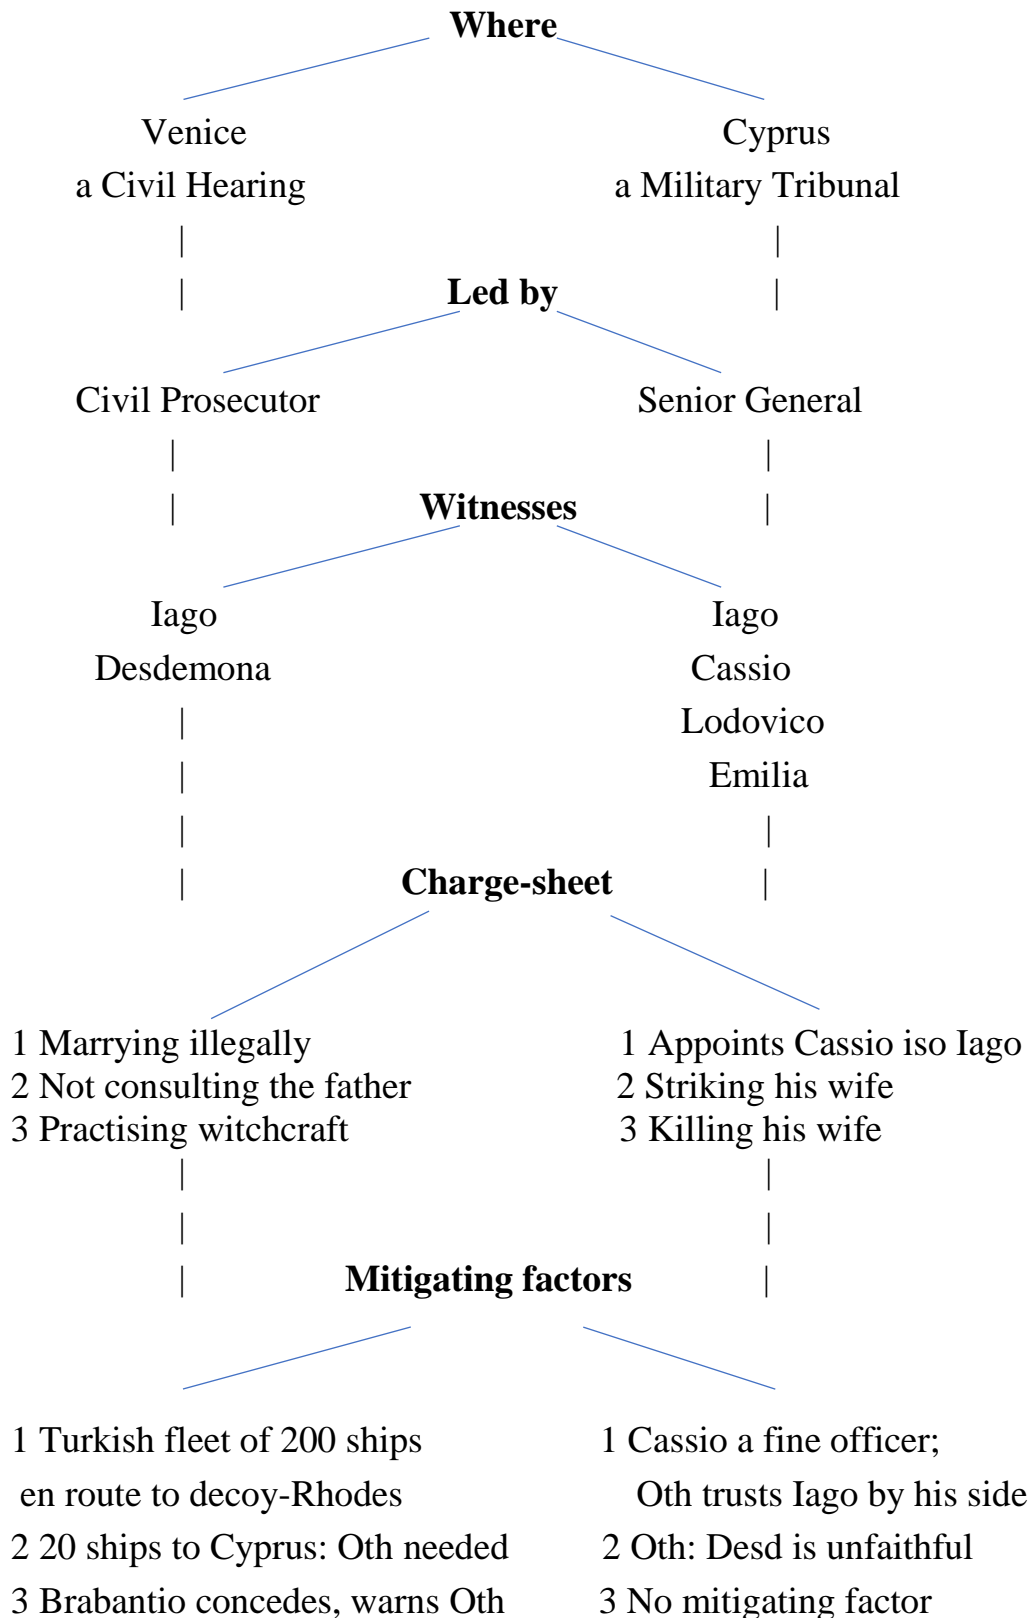 Where
Venice Cyprus
a Civil Hearing a Military Tribunal
| |
| Led by |
Civil Prosecutor Senior General
| |
| Witnesses |
Iago Iago
Desdemona Cassio
| Lodovico
| Emilia
| |
| Charge-sheet |
1 Marrying illegally 1 Appoints Cassio iso Iago
2 Not consulting the father 2 Striking his wife
3 Practising witchcraft 3 Killing his wife
| |
| |
| Mitigating factors |
1 Turkish fleet of 200 ships 1 Cassio a fine officer;
en route to decoy-Rhodes Oth trusts Iago by his side
2 20 ships to Cyprus: Oth needed 2 Oth: Desd is unfaithful
3 Brabantio concedes, warns Oth 3 No mitigating factor